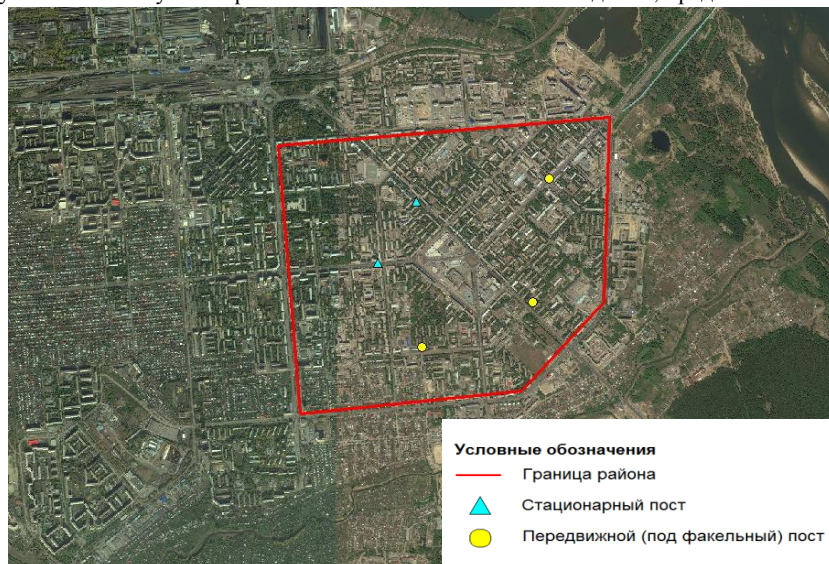 Условные обозначения
Граница района
Стационарный пост
Передвижной (под факельный) пост